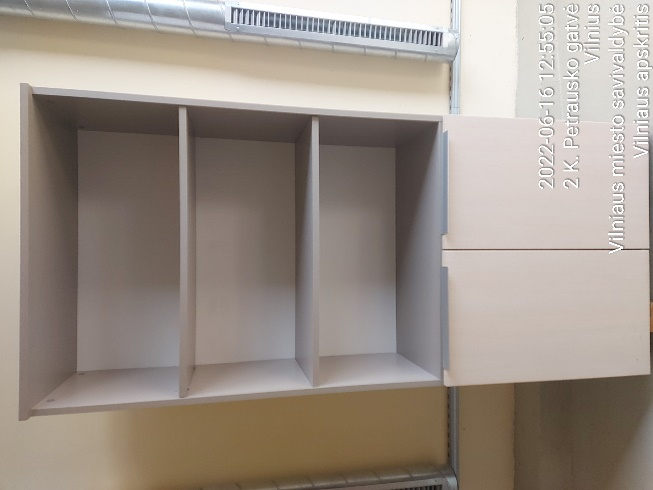 2022-06-16 12:55:05
2 K. Petrausko gatvė
Vilnius
Vilniaus miesto savivaldybė
Vilniaus apskritis